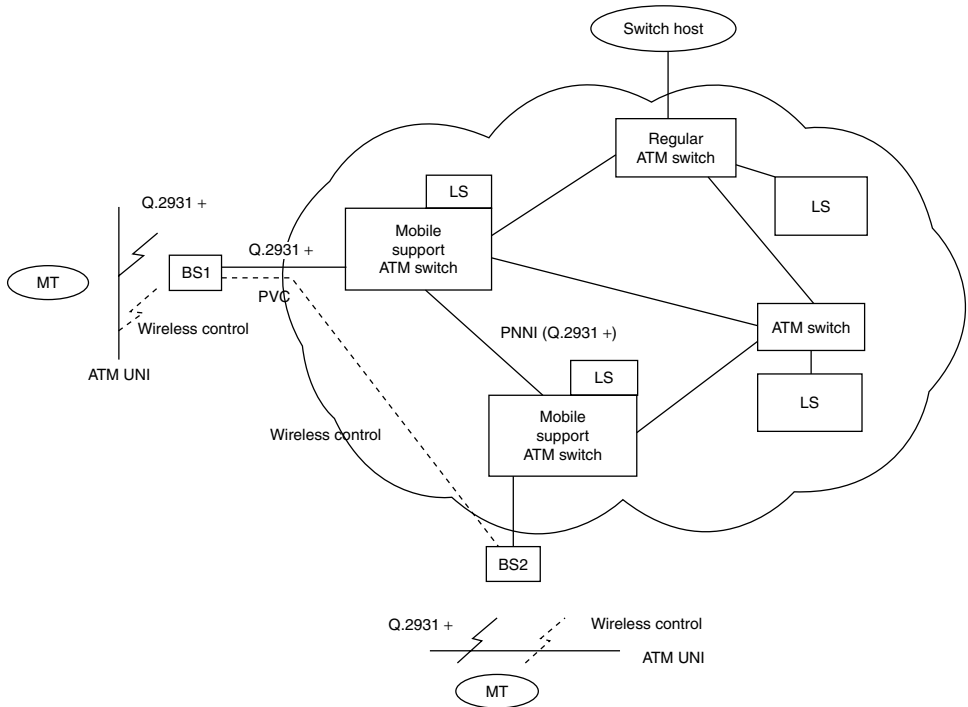 Switch host
Regular
ATM switch
LS
LS
Mobile
support
ATM switch
Q.2931 +
Q.2931 +
BS1
MT
PVC
Wireless control
ATM UNI
PNNI (Q.2931 +)
ATM switch
LS
LS
Mobile
support
ATM switch
Wireless control
BS2
Q.2931 +
Wireless control
ATM UNI
MT